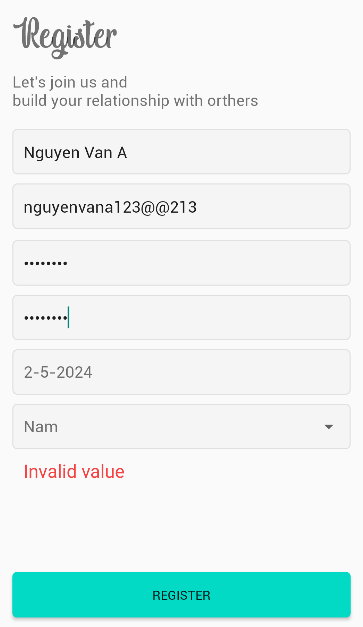 Register
Let's join us and
build your relationship with orthers
Nguyen Van A
nguyenvana123@@213
••••••••
••••••••
2-5-2024
Nam
Invalid value
REGISTER